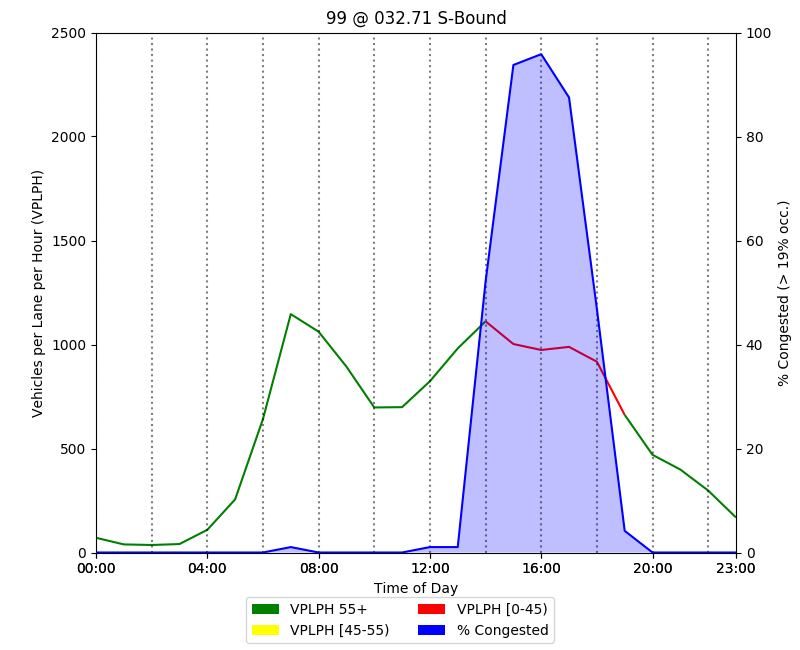 99 @ 032.71 S-Bound
2500
2000
1500
1000
500
0
Vehicles per Lane per Hour (VPLPH)
100
80
60
40
20
0
% Congested (> 19% occ.)
00:00 04:00 08:00 12:00 16:00 20:00 23:00
Time of Day
VPLPH 55+ VPLPH [0-45)
VPLPH [45-55) % Congested